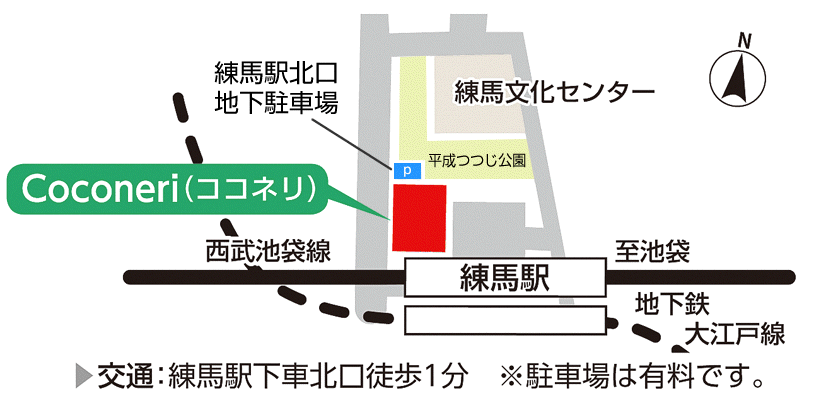 N
練馬駅北口
地下駐車場
練馬文化センター
平成つつじ公園
P
Coconeri(ココネリ)
西武池袋線
至池袋
練馬駅
地下鉄
大江戸線
▶交通:練馬駅下車北口徒歩1分 ※駐車場は有料です。